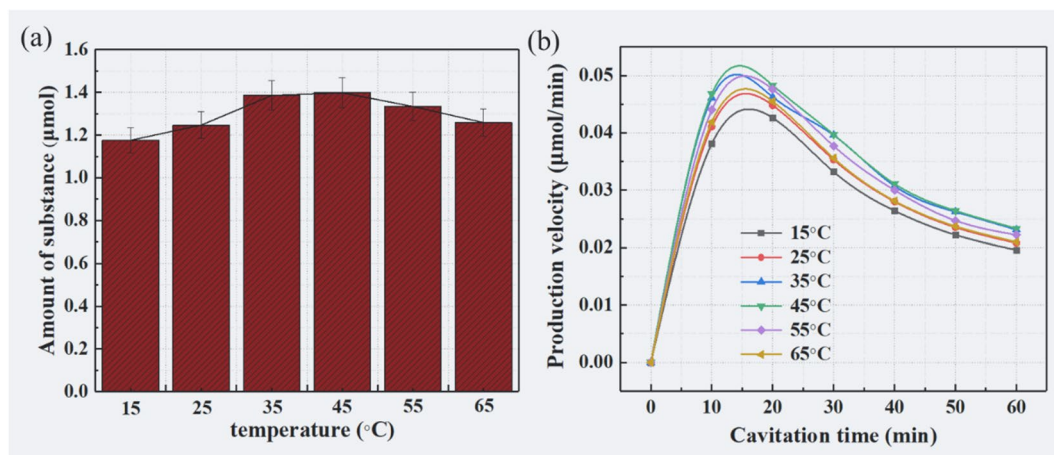 (a)
Amount of substance (μmol)
1.6
1.4
1.2
1.0
0.8
0.6
0.4
0.2
0.0
15 25 35 45 55 65
temperature (°C)
(b)
Production velocity (μmol/min)
0.05
0.04
0.03
0.02
0.01
0.00
15°C
25°C
35°C
45°C
55°C
65°C
0 10 20 30 40 50 60
Cavitation time (min)